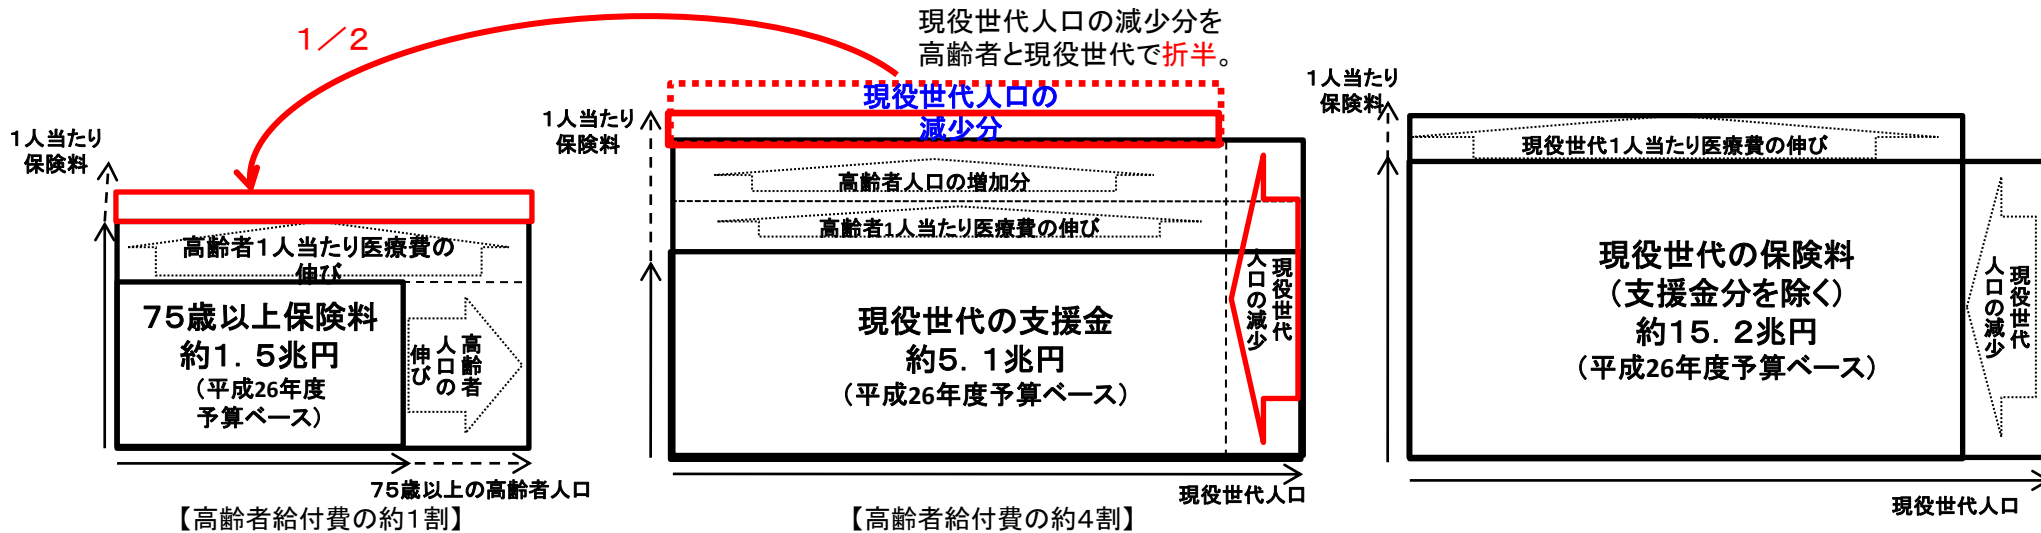 1／2
現役世代人口の減少分を
高齢者と現役世代で折半。
1人当たり
保険料
高齢者1人当たり医療費の
伸び
75歳以上保険料
約1．5兆円
（平成26年度
予算ベース）
高齢者
人口の
伸び
75歳以上の高齢者人口
【高齢者給付費の約1割】
1人当たり
保険料
現役世代人口の
減少分
高齢者人口の増加分
高齢者1人当たり医療費の伸び
現役世代の支援金
約5．1兆円
（平成26年度予算ベース）
現役世代
人口の減少
現役世代人口
【高齢者給付費の約4割】
1人当たり
保険料
現役世代1人当たり医療費の伸び
現役世代の保険料
（支援金分を除く）
約15．2兆円
（平成26年度予算ベース）
現役世代
人口の減少
現役世代人口